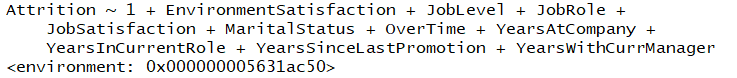 Attrition ~ 1 + EnvironmentSatisfaction + JobLevel + JobRole +
JobSatisfaction + MaritalStatus + OverTime + YearsAtCompany +
YearsInCurrentRole + YearsSinceLastPromotion + YearsWithCurrManager
<environment: 0x000000005631ac50>